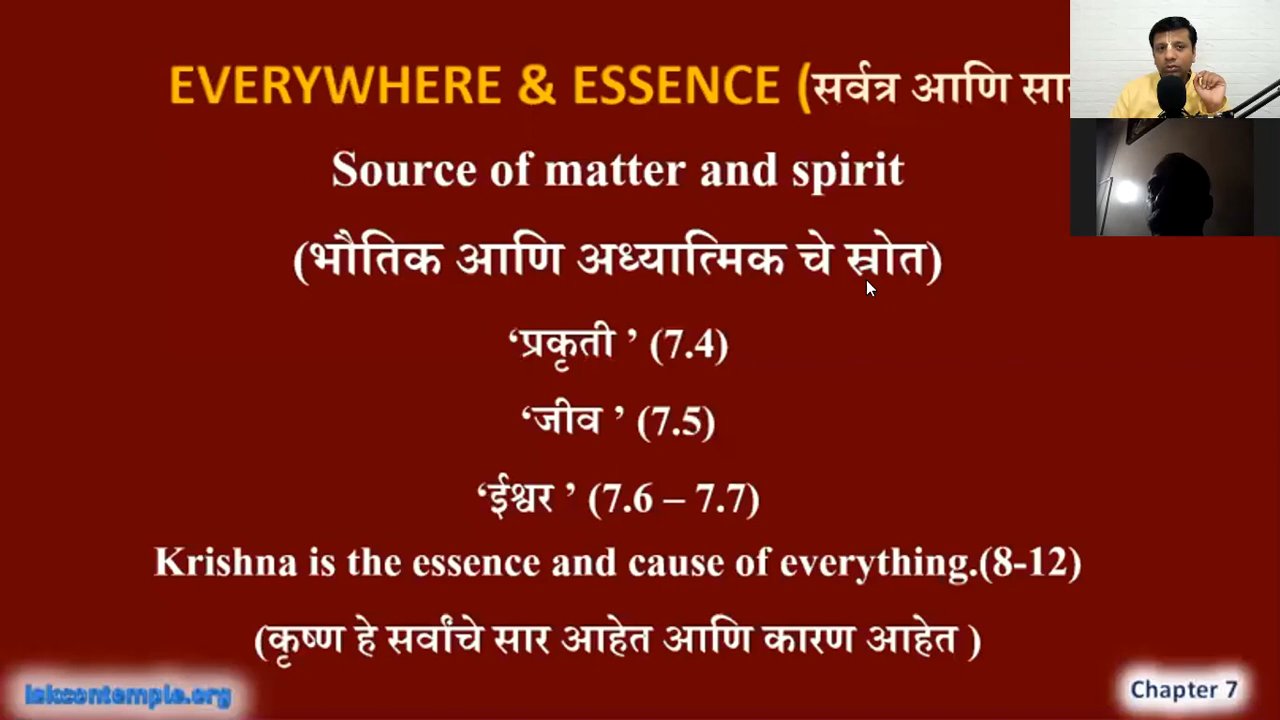 EVERYWHERE & ESSENCE (सर्वत्र आणि
Source of matter and spirit
(भौतिक आणि अध्यात्मिक चे स्रोत)
‘प्रकृती ’ (7.4)
‘जीव ’ (7.5)
‘ईश्वर ’ (7.6 – 7.7)
Krishna is the essence and cause of everything.(8-12)
(कृष्ण हे सर्वांचे सार आहेत आणि कारण आहेत )
iskcontemple.org
Chapter 7